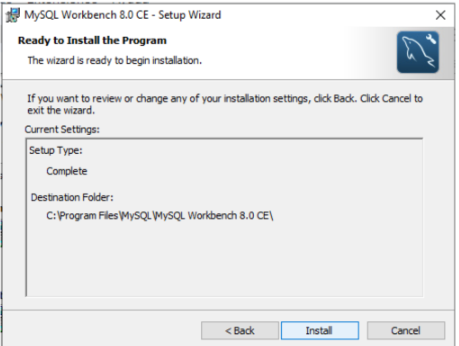 MySQL Workbench 8.0 CE - Setup Wizard
Ready to Install the Program
The wizard is ready to begin installation.
If you want to review or change any of your installation settings, click Back. Click Cancel to
exit the wizard.
Current Settings:
Setup Type:
Complete
Destination Folder:
C:\Program Files\MySQL\MySQL Workbench 8.0 CE\
< Back
Install
Cancel